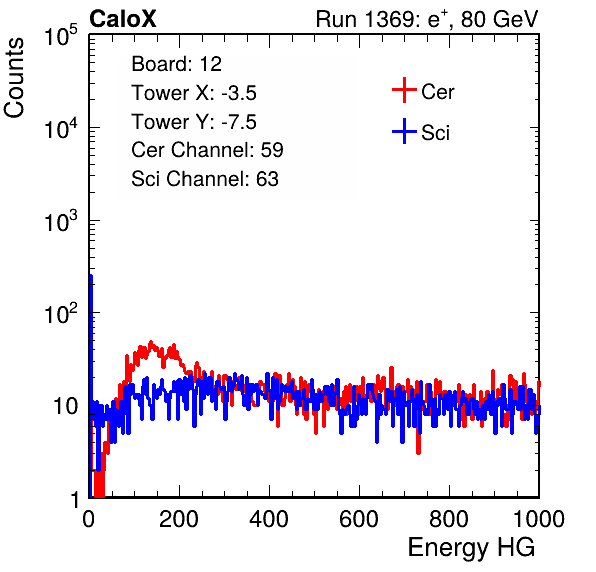 CaloX Run 1369: e⁺, 80 GeV
Counts
10⁵
10⁴
10³
10²
10
1
Board: 12
Tower X: -3.5
Tower Y: -7.5
Cer Channel: 59
Sci Channel: 63
Cer
Sci
0 200 400 600 800 1000
Energy HG